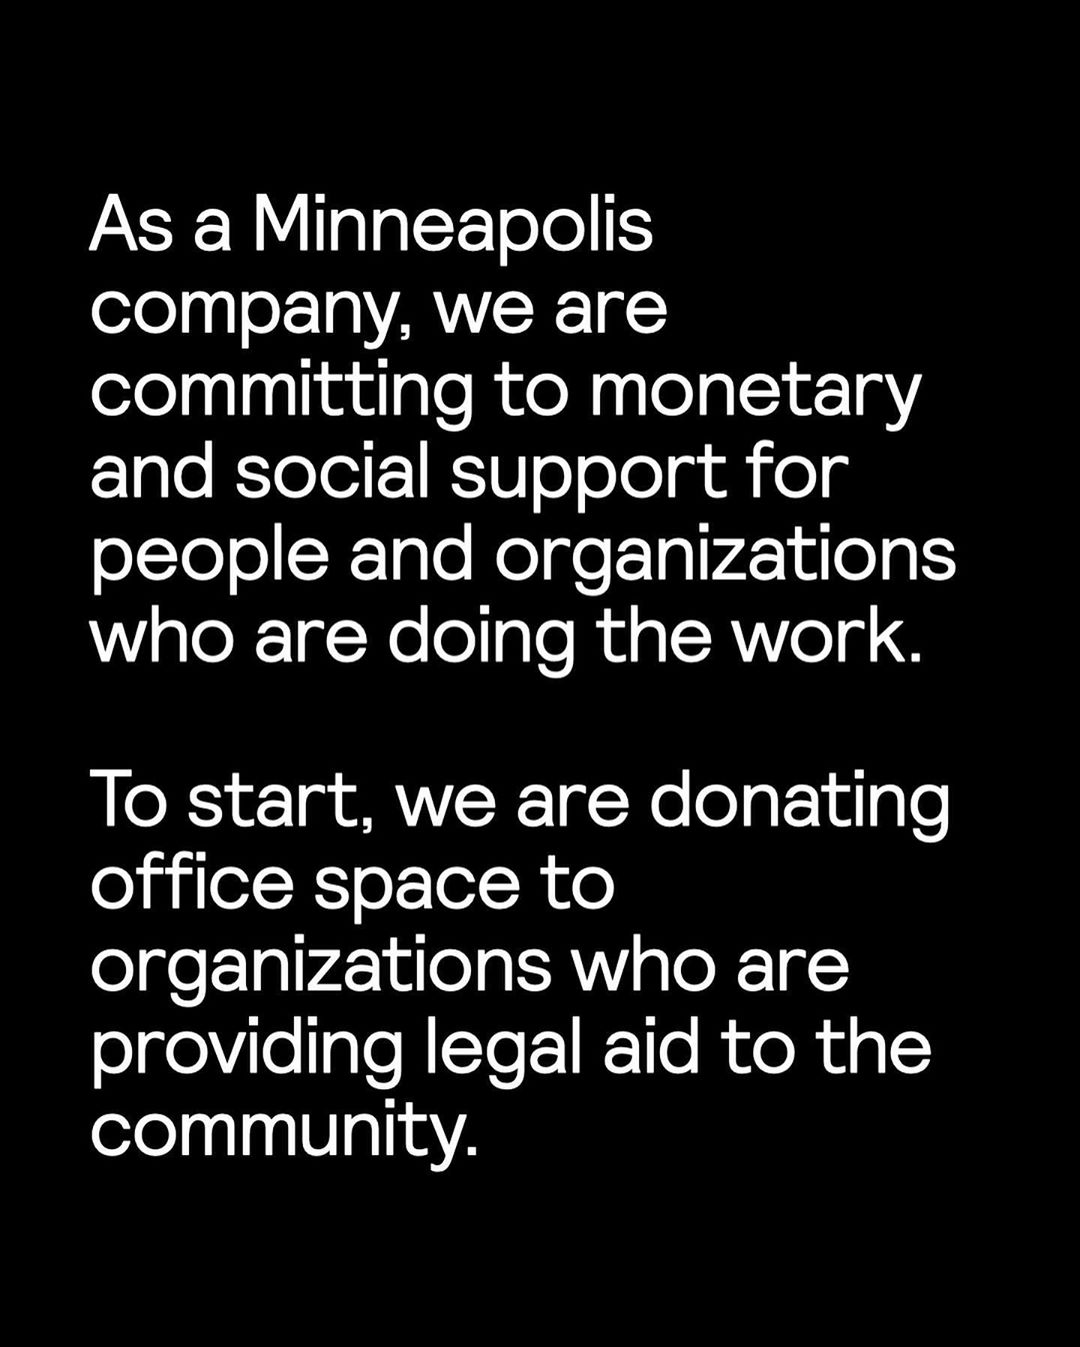 As a Minneapolis
company, we are
committing to monetary
and social support for
people and organizations
who are doing the work.
To start, we are donating
office space to
organizations who are
providing legal aid to the
community.